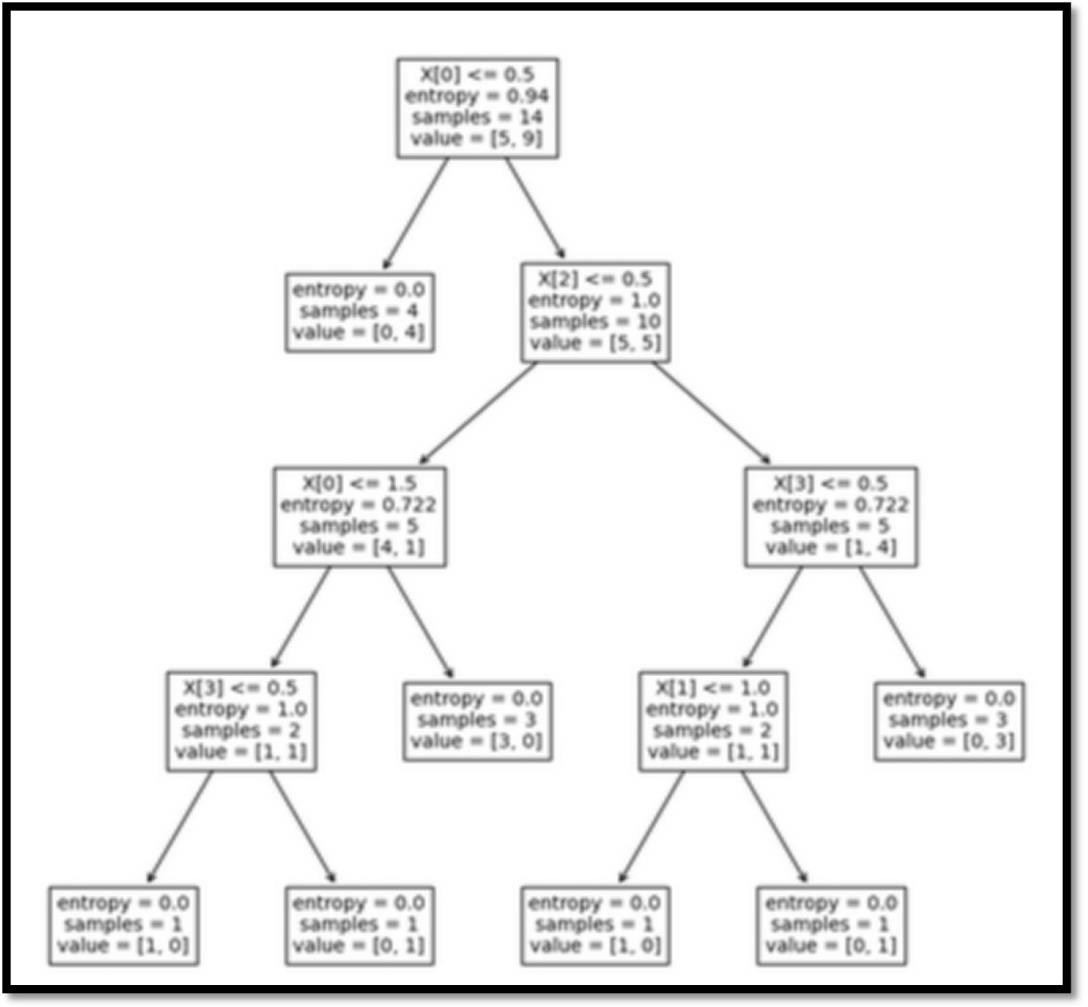 X[0] <= 0.5
entropy = 0.94
samples = 14
value = [5, 9]
entropy = 0.0
samples = 4
value = [0, 4]
X[2] <= 0.5
entropy = 1.0
samples = 10
value = [5, 5]
X[0] <= 1.5
entropy = 0.722
samples = 5
value = [4, 1]
X[3] <= 0.5
entropy = 0.722
samples = 5
value = [1, 4]
X[3] <= 0.5
entropy = 1.0
samples = 2
value = [1, 1]
entropy = 0.0
samples = 3
value = [3, 0]
X[1] <= 1.0
entropy = 1.0
samples = 2
value = [1, 1]
entropy = 0.0
samples = 3
value = [0, 3]
entropy = 0.0
samples = 1
value = [1, 0]
entropy = 0.0
samples = 1
value = [0, 1]
entropy = 0.0
samples = 1
value = [1, 0]
entropy = 0.0
samples = 1
value = [0, 1]